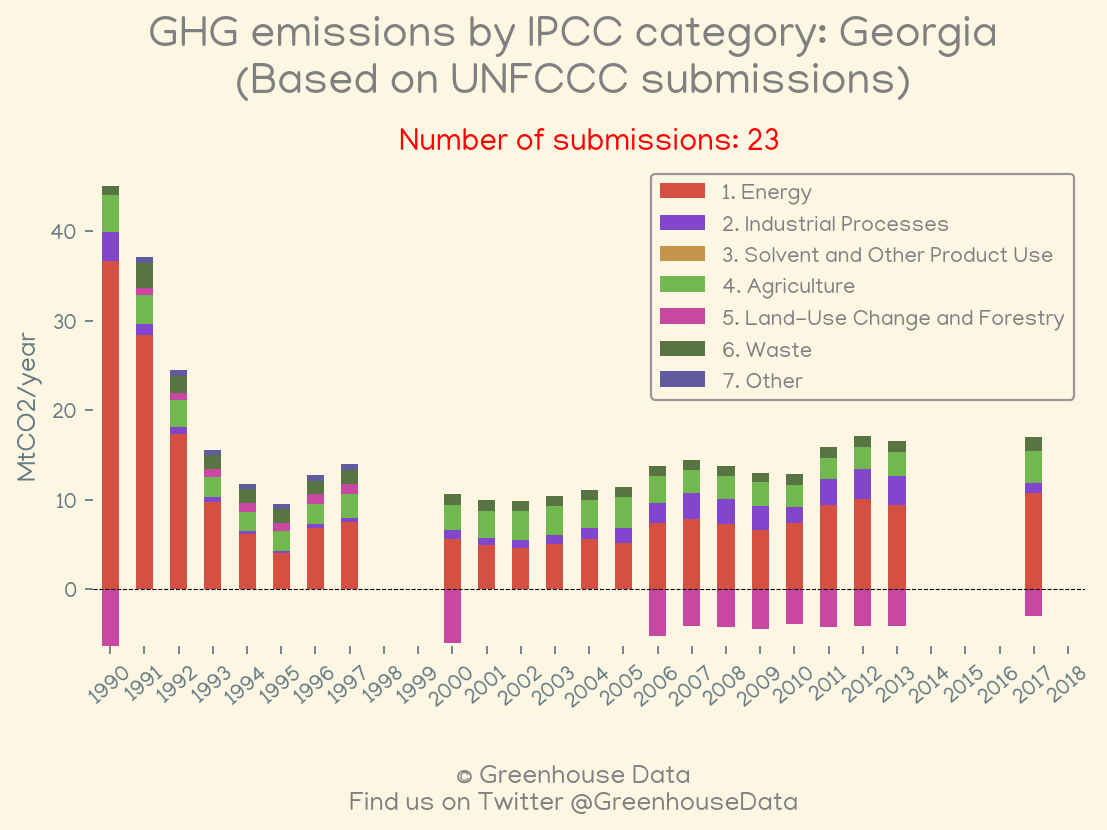 GHG emissions by IPCC category: Georgia
(Based on UNFCCC submissions)
Number of submissions: 23
1. Energy
2. Industrial Processes
3. Solvent and Other Product Use
4. Agriculture
5. Land-Use Change and Forestry
6. Waste
7. Other
MtCO2/year
40
30
20
10
0
1990 1991 1992 1993 1994 1995 1996 1997 1998 1999 2000 2001 2002 2003 2004 2005 2006 2007 2008 2009 2010 2011 2012 2013 2014 2015 2016 2017 2018
© Greenhouse Data
Find us on Twitter @GreenhouseData